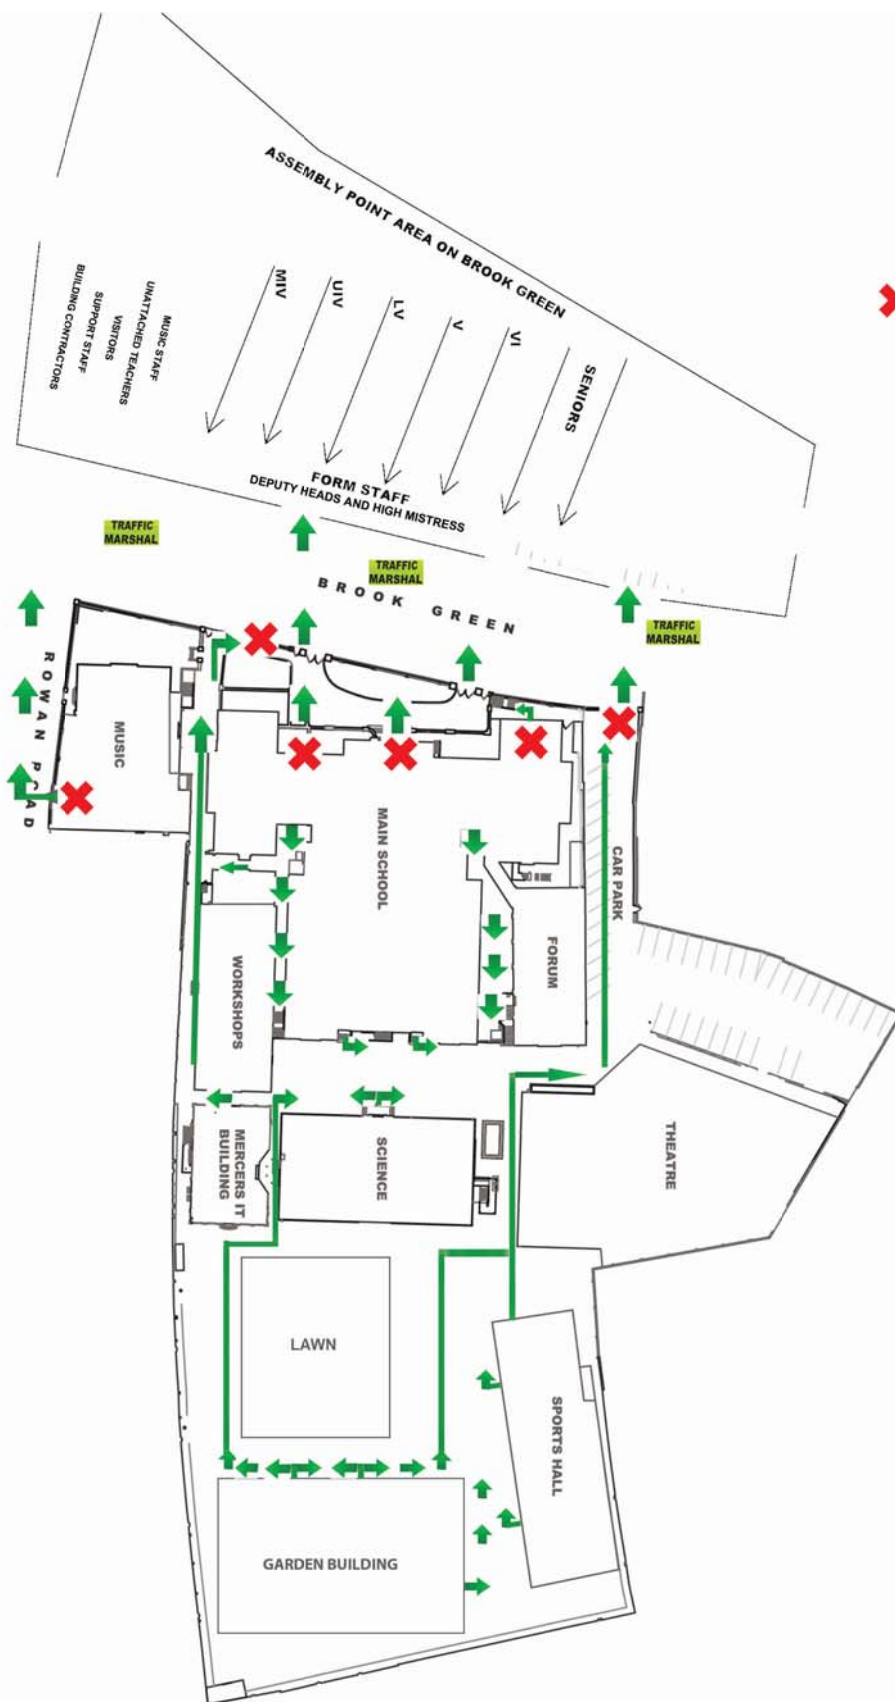 ASSEMBLY POINT AREA ON BROOK GREEN
MIV
UIV
LV
V
VI
SENIORS
MUSIC STAFF
UNATTACHED TEACHERS
VISITORS
SUPPORT STAFF
BUILDING CONTRACTORS
FORM STAFF
DEPUTY HEADS AND HIGH MISTRESS
TRAFFIC
MARSHAL
TRAFFIC
MARSHAL
TRAFFIC
MARSHAL
BROOK GREEN
ROWAN ROAD
MUSIC
MAIN SCHOOL
CAR PARK
FORUM
WORKSHOPS
MERCERS IT
BUILDING
SCIENCE
THEATRE
LAWN
SPORTS HALL
GARDEN BUILDING